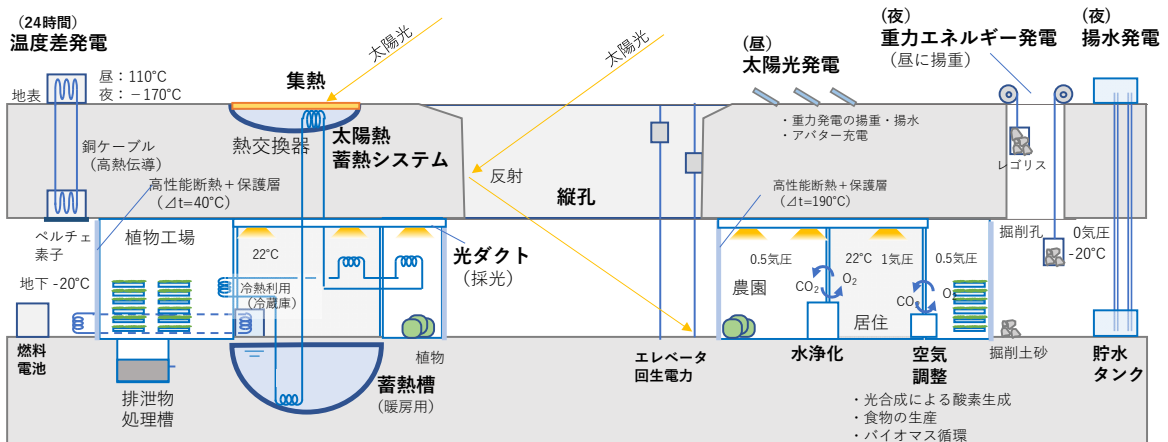 (24時間)
温度差発電
昼：110℃
夜：－170℃
地表
銅ケーブル
(高熱伝導)
高性能断熱＋保護層
(⊿t=40℃)
ペルチェ
素子
地下 -20℃
燃料
電池
植物工場
排泄物
処理槽
太陽光
集熱
熱交換器
太陽熱
蓄熱システム
22℃
冷熱利用
(冷蔵庫)
光ダクト
(採光)
植物
蓄熱槽
(暖房用)
太陽光
反射
縦孔
エレベータ
回生電力
(昼)
太陽光発電
・重力発電の揚重・揚水
・アバター充電
高性能断熱＋保護層
(⊿t=190℃)
0.5気圧
22℃
1気圧
0.5気圧
農園
CO₂
O₂
CO₂
O₂
居住
水浄化
空気
調整
・光合成による酸素生成
・食物の生産
・バイオマス循環
(夜)
重力エネルギー発電
(昼に揚重)
レゴリス
掘削孔
掘削土砂
(夜)
揚水発電
0気圧
-20℃
貯水
タンク